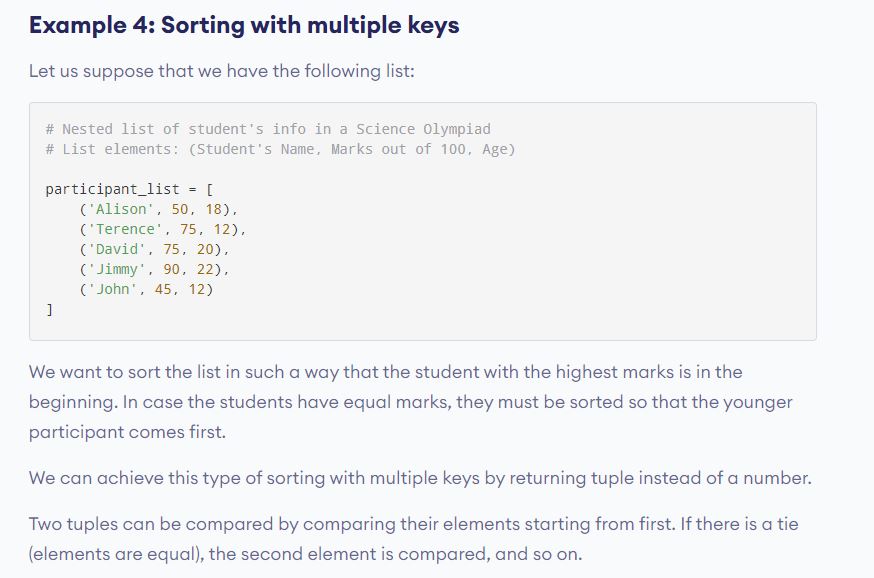 Example 4: Sorting with multiple keys
Let us suppose that we have the following list:
# Nested list of student's info in a Science Olympiad
# List elements: (Student's Name, Marks out of 100, Age)
participant_list = [
    ('Alison', 50, 18),
    ('Terence', 75, 12),
    ('David', 75, 20),
    ('Jimmy', 90, 22),
    ('John', 45, 12)
]
We want to sort the list in such a way that the student with the highest marks is in the
beginning. In case the students have equal marks, they must be sorted so that the younger
participant comes first.
We can achieve this type of sorting with multiple keys by returning tuple instead of a number.
Two tuples can be compared by comparing their elements starting from first. If there is a tie
(elements are equal), the second element is compared, and so on.